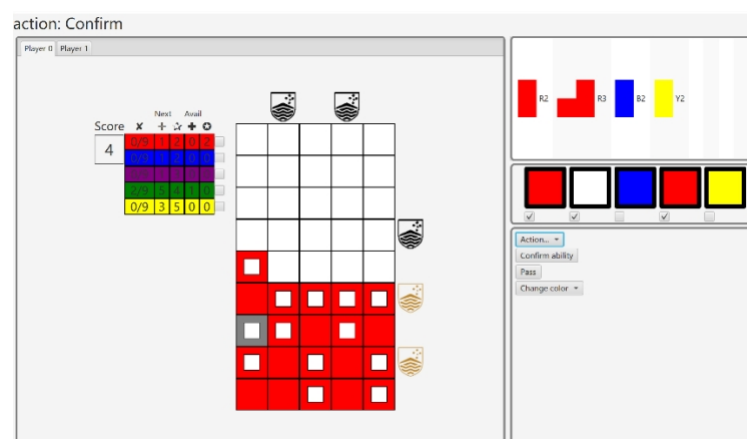 action: Confirm
Player 0 Player 1
Next Avail
Score
4
0/9 1 2 0 2
0/9 1 2 0 0
2/9 5 4 1 0
0/9 3 5 0 0
R2 R3 B2 Y2
Action...
Confirm ability
Pass
Change color